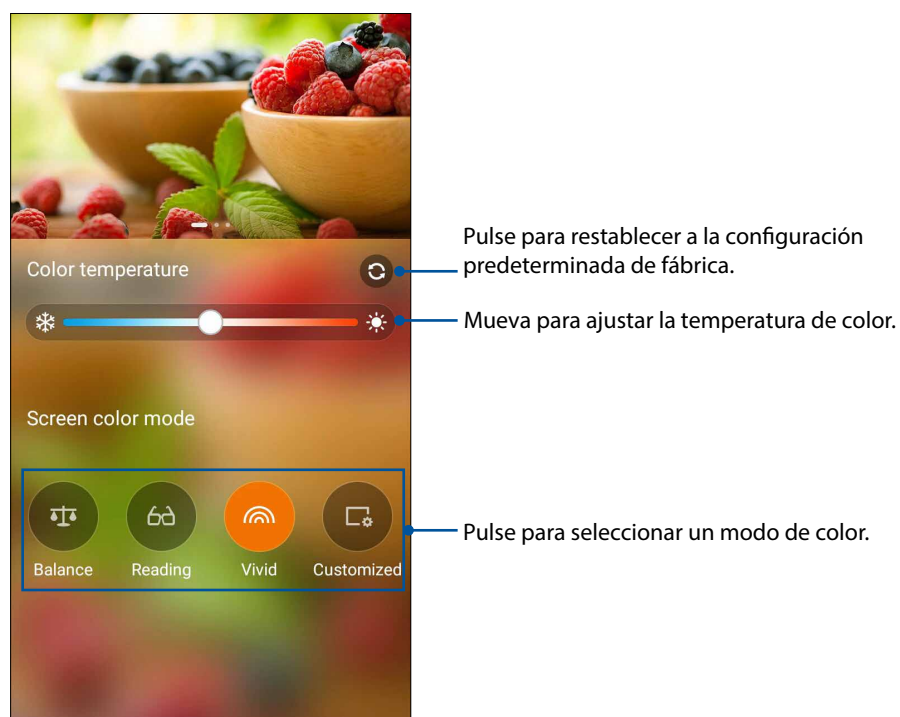 Pulse para restablecer a la configuración
predeterminada de fábrica.
Color temperature
Mueva para ajustar la temperatura de color.
Screen color mode
Pulse para seleccionar un modo de color.
Balance Reading Vivid Customized